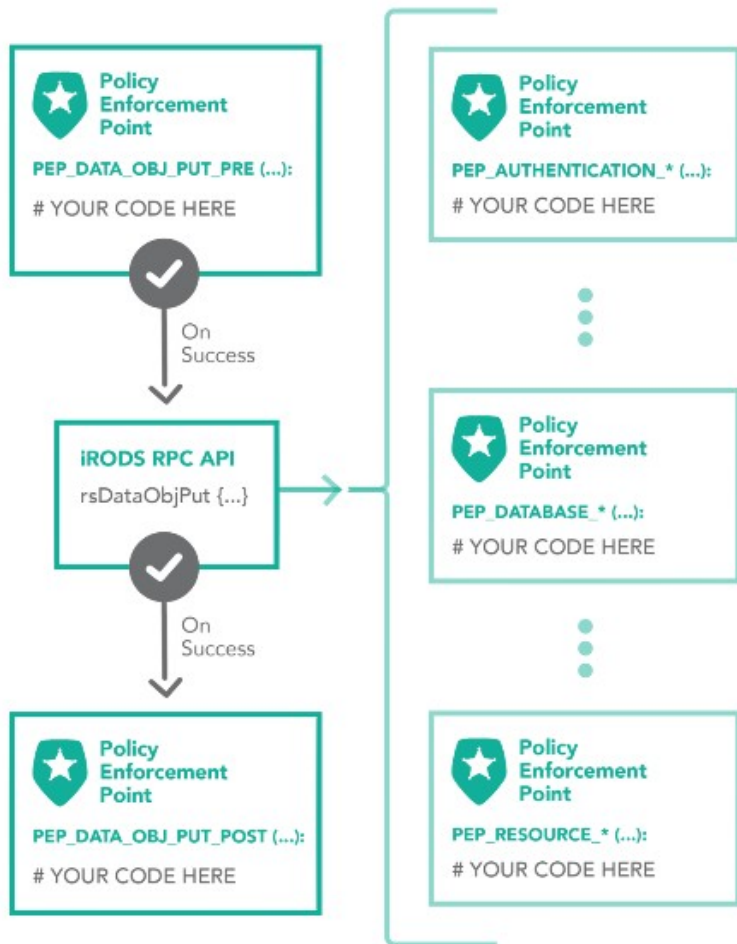 Policy
Enforcement
Point
PEP_DATA_OBJ_PUT_PRE (...):
# YOUR CODE HERE
On
Success
iRODS RPC API
rsDataObjPut {...}
On
Success
Policy
Enforcement
Point
PEP_DATA_OBJ_PUT_POST (...):
# YOUR CODE HERE
Policy
Enforcement
Point
PEP_AUTHENTICATION_* (...):
# YOUR CODE HERE
Policy
Enforcement
Point
PEP_DATABASE_* (...):
# YOUR CODE HERE
Policy
Enforcement
Point
PEP_RESOURCE_* (...):
# YOUR CODE HERE